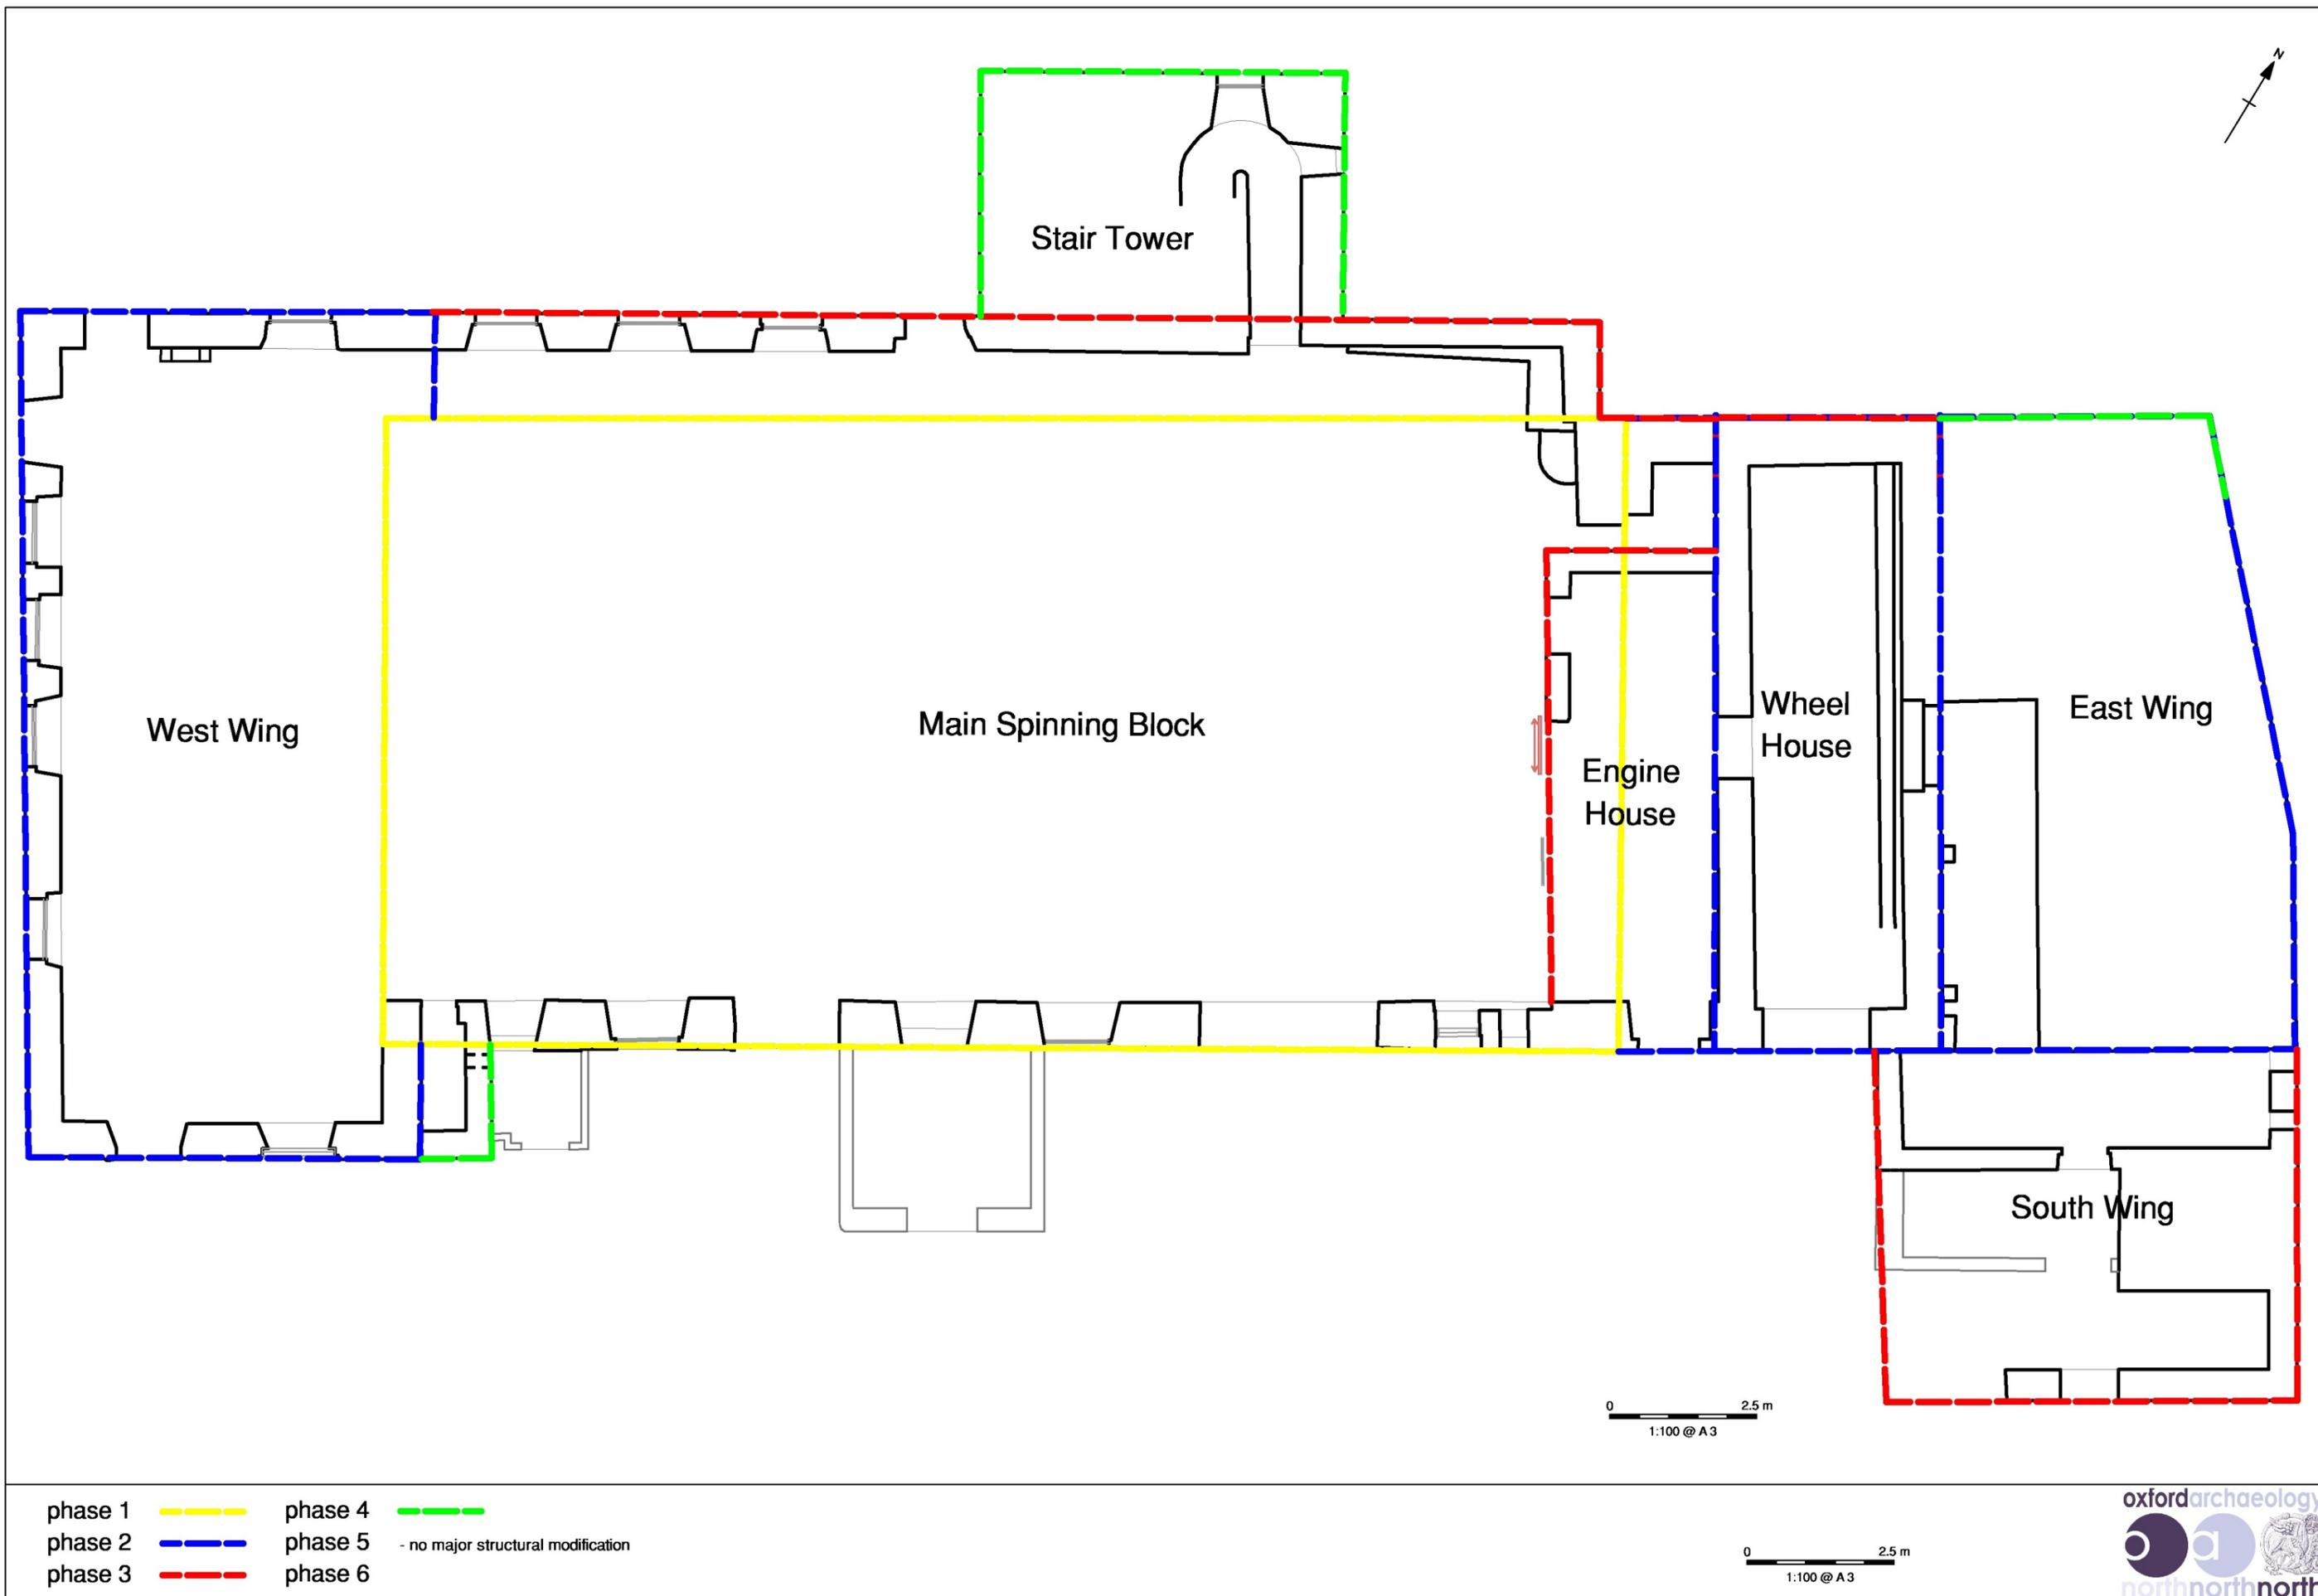 N
Stair Tower
West Wing
Main Spinning Block
Engine
House
Wheel
House
East Wing
South Wing
0 2.5 m
1:100 @ A3
phase 1
phase 2
phase 3
phase 4
phase 5 - no major structural modification
phase 6
0 2.5 m
1:100 @ A3
oxfordarchaeology
oa
northnorthnorth